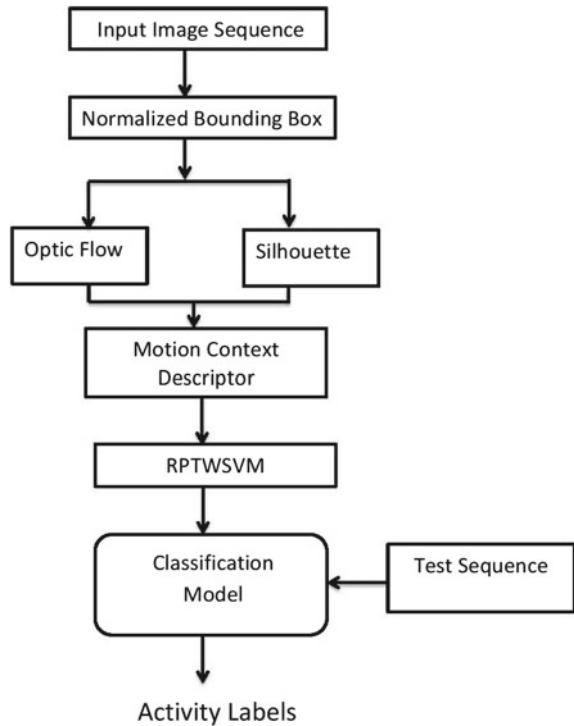 Input Image Sequence
Normalized Bounding Box
Optic Flow
Silhouette
Motion Context
Descriptor
RPTWSVM
Classification
Model
Test Sequence
Activity Labels